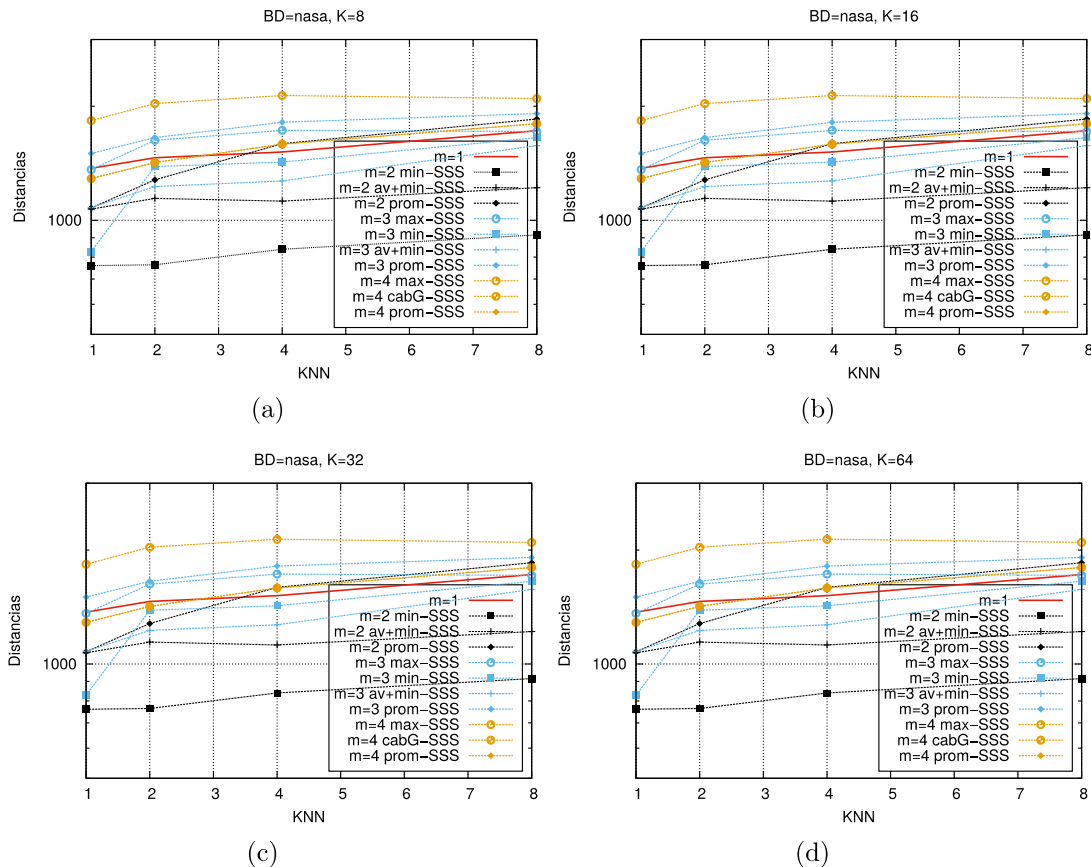 BD=nasa, K=8
Distancias
1000
m=1
m=2 min-SSS
m=2 av+min-SSS
m=2 prom-SSS
m=3 max-SSS
m=3 min-SSS
m=3 av+min-SSS
m=3 prom-SSS
m=4 max-SSS
m=4 cabG-SSS
m=4 prom-SSS
1 2 3 4 5 6 7 8
KNN
(a)
BD=nasa, K=16
Distancias
1000
m=1
m=2 min-SSS
m=2 av+min-SSS
m=2 prom-SSS
m=3 max-SSS
m=3 min-SSS
m=3 av+min-SSS
m=3 prom-SSS
m=4 max-SSS
m=4 cabG-SSS
m=4 prom-SSS
1 2 3 4 5 6 7 8
KNN
(b)
BD=nasa, K=32
Distancias
1000
m=1
m=2 min-SSS
m=2 av+min-SSS
m=2 prom-SSS
m=3 max-SSS
m=3 min-SSS
m=3 av+min-SSS
m=3 prom-SSS
m=4 max-SSS
m=4 cabG-SSS
m=4 prom-SSS
1 2 3 4 5 6 7 8
KNN
(c)
BD=nasa, K=64
Distancias
1000
m=1
m=2 min-SSS
m=2 av+min-SSS
m=2 prom-SSS
m=3 max-SSS
m=3 min-SSS
m=3 av+min-SSS
m=3 prom-SSS
m=4 max-SSS
m=4 cabG-SSS
m=4 prom-SSS
1 2 3 4 5 6 7 8
KNN
(d)